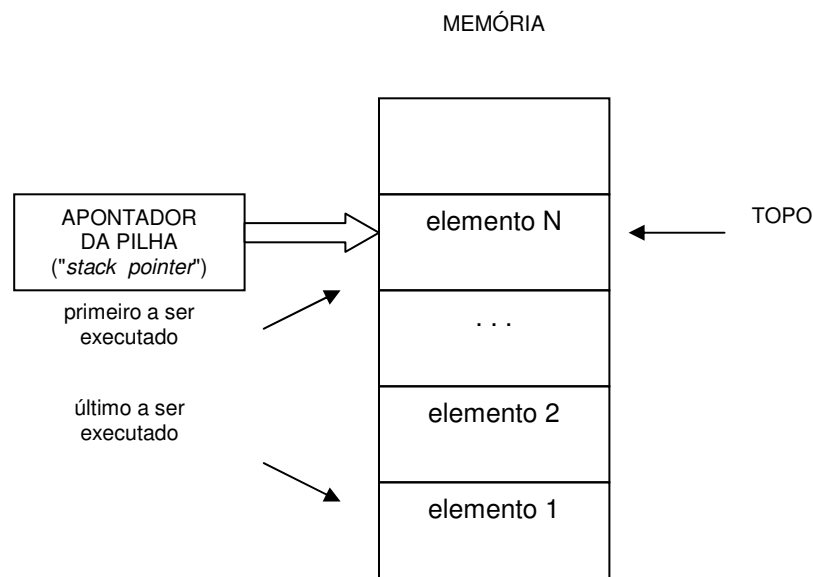 MEMÓRIA
APONTADOR
DA PILHA
("stack pointer")
elemento N
TOPO
primeiro a ser
executado
. . .
último a ser
executado
elemento 2
elemento 1